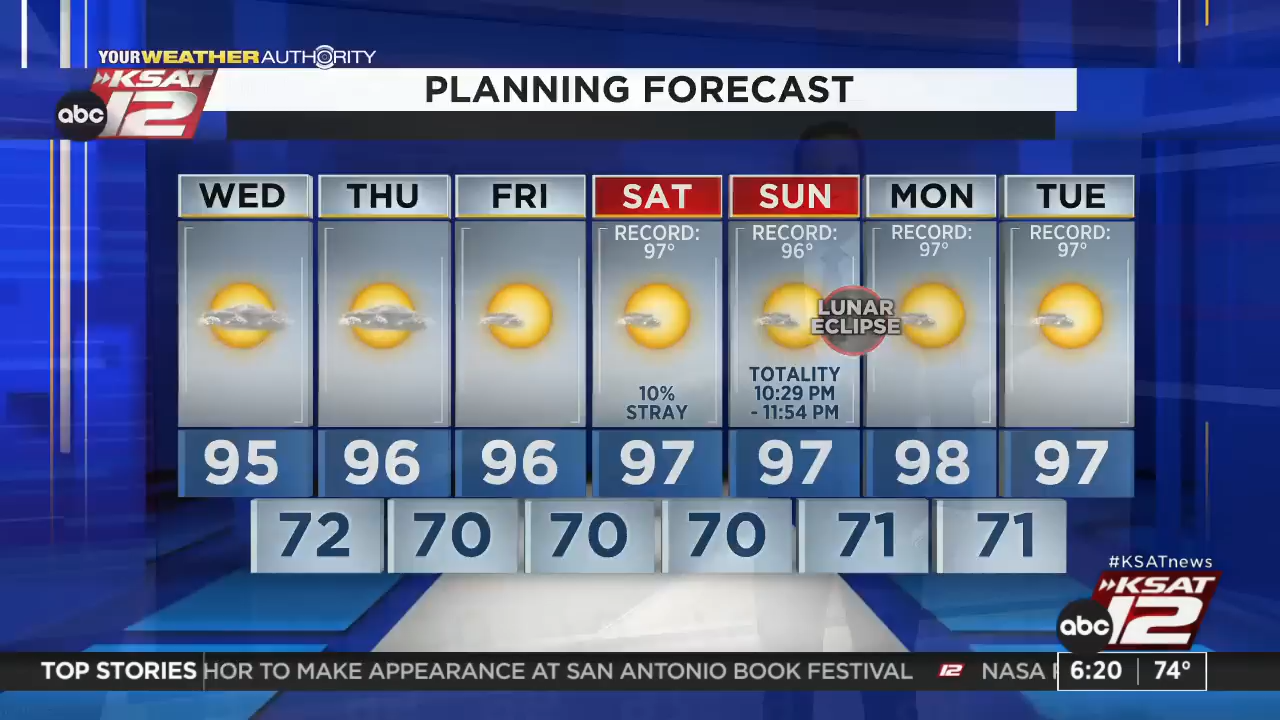 YOUR WEATHER AUTHORITY
KSAT
abc 12
PLANNING FORECAST
WED THU FRI SAT SUN MON TUE
RECORD: RECORD: RECORD: RECORD:
97° 96° 97° 97°
LUNAR
ECLIPSE
TOTALITY
10% 10:29 PM
STRAY - 11:54 PM
95 96 96 97 97 98 97
72 70 70 70 71 71
#KSATnews
KSAT
abc 12
TOP STORIES HOR TO MAKE APPEARANCE AT SAN ANTONIO BOOK FESTIVAL 12 NASA 6:20 74°